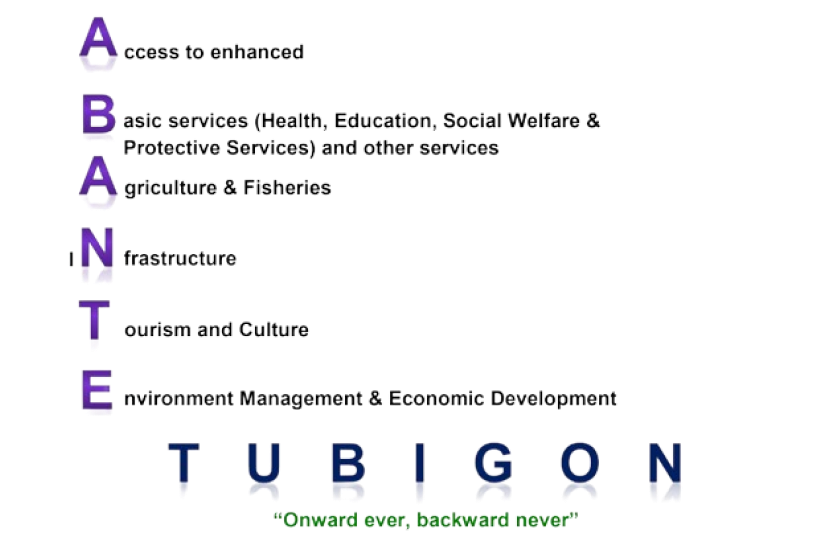 Access to enhanced
Basic services (Health, Education, Social Welfare &
Protective Services) and other services
Agriculture & Fisheries
INfrastructure
Tourism and Culture
Environment Management & Economic Development
TUBIGON
“Onward ever, backward never”